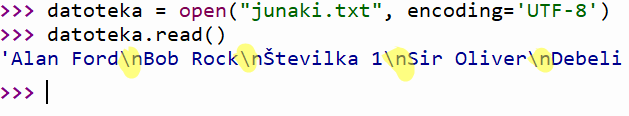 >>> datoteka = open("junaki.txt", encoding='UTF-8')
>>> datoteka.read()
'Alan Ford\nBob Rock\nŠtevilka 1\nSir Oliver\nDebeli
>>>